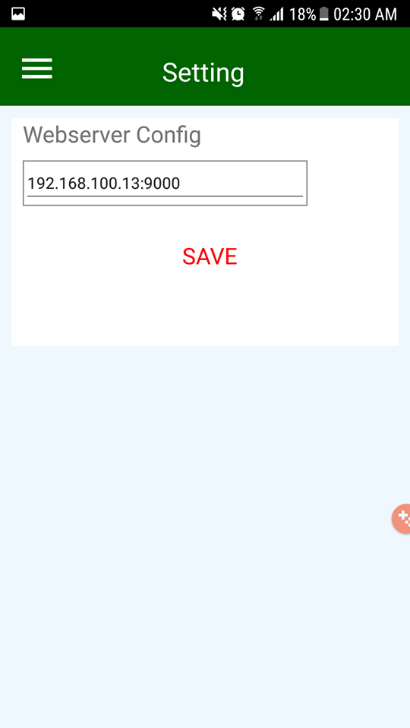 18% 02:30 AM
Setting
Webserver Config
192.168.100.13:9000
SAVE